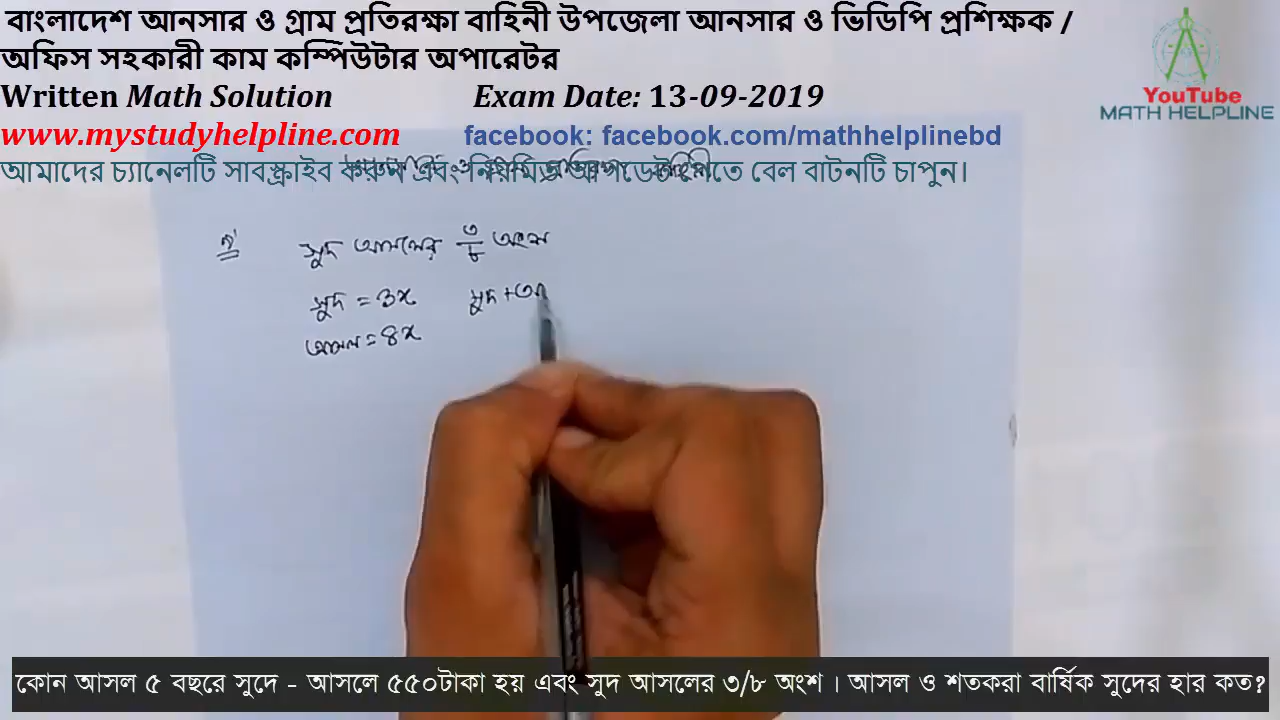 বাংলাদেশ আনসার ও গ্রাম প্রতিরক্ষা বাহিনী উপজেলা আনসার ও ভিডিপি প্রশিক্ষক /
অফিস সহকারী কাম কম্পিউটার অপারেটর
Written Math Solution Exam Date: 13-09-2019
www.mystudyhelpline.com facebook: facebook.com/mathhelplinebd
YouTube
MATH HELPLINE
আমাদের চ্যানেলটি সাবস্ক্রাইব করুন এবং নিয়মিত আপডেট পেতে বেল বাটনটি চাপুন।
সুদ আসলের ৩/৮ অংশ
সুদ = 3x সুদ + আ
আসল = 8x
কোন আসল ৫ বছরে সুদে - আসলে ৫৫০টাকা হয় এবং সুদ আসলের ৩/৮ অংশ । আসল ও শতকরা বার্ষিক সুদের হার কত?